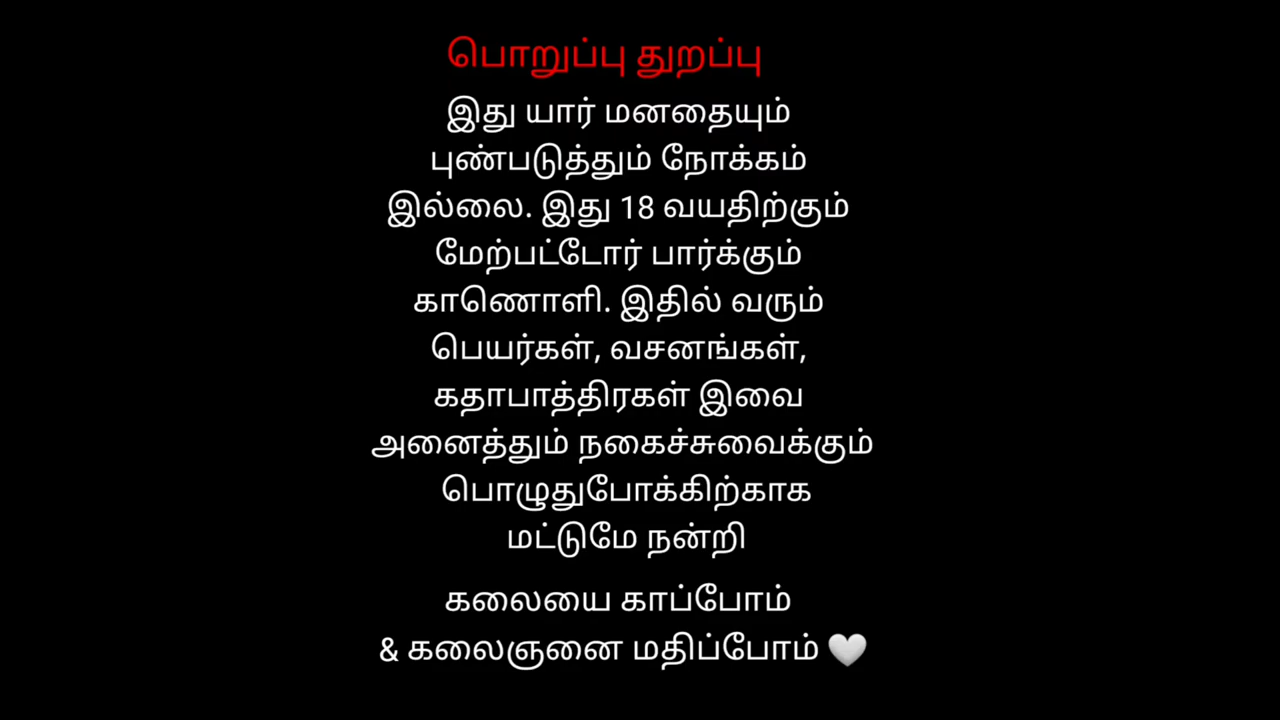 பொறுப்பு துறப்பு
இது யார் மனதையும்
புண்படுத்தும் நோக்கம்
இல்லை. இது 18 வயதிற்கும்
மேற்பட்டோர் பார்க்கும்
காணொளி. இதில் வரும்
பெயர்கள், வசனங்கள்,
கதாபாத்திரகள் இவை
அனைத்தும் நகைச்சுவைக்கும்
பொழுதுபோக்கிற்காக
மட்டுமே நன்றி
கலையை காப்போம்
& கலைஞனை மதிப்போம் 🤍